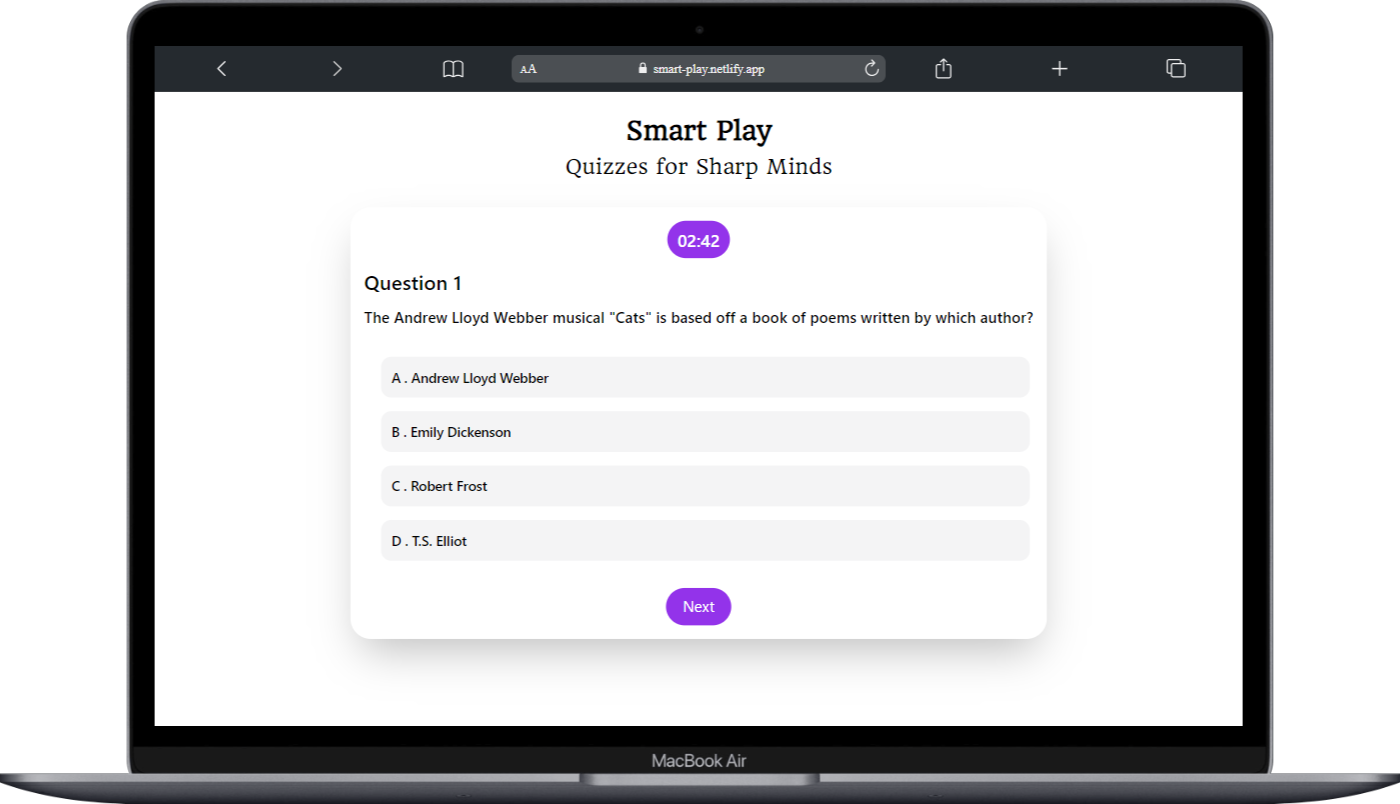 AA smart-play.netlify.app
Smart Play
Quizzes for Sharp Minds
02:42
Question 1
The Andrew Lloyd Webber musical "Cats" is based off a book of poems written by which author?
A . Andrew Lloyd Webber
B . Emily Dickenson
C . Robert Frost
D . T.S. Elliot
Next
MacBook Air